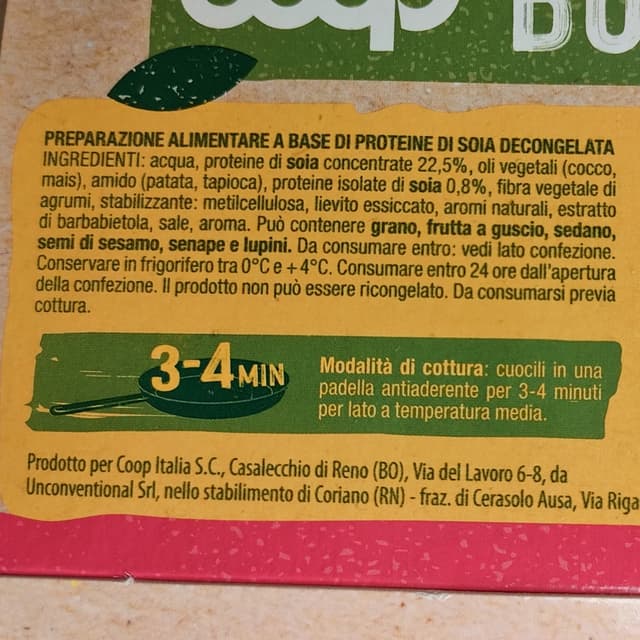 coop BU
PREPARAZIONE ALIMENTARE A BASE DI PROTEINE DI SOIA DECONGELATA
INGREDIENTI: acqua, proteine di soia concentrate 22,5%, oli vegetali (cocco,
mais), amido (patata, tapioca), proteine isolate di soia 0,8%, fibra vegetale di
agrumi, stabilizzante: metilcellulosa, lievito essiccato, aromi naturali, estratto
di barbabietola, sale, aroma. Può contenere grano, frutta a guscio, sedano,
semi di sesamo, senape e lupini. Da consumare entro: vedi lato confezione.
Conservare in frigorifero tra 0°C e +4°C. Consumare entro 24 ore dall'apertura
della confezione. Il prodotto non può essere ricongelato. Da consumarsi previa
cottura.
3-4 MIN
Modalità di cottura: cuocili in una
padella antiaderente per 3-4 minuti
per lato a temperatura media.
Prodotto per Coop Italia S.C., Casalecchio di Reno (BO), Via del Lavoro 6-8, da
Unconventional Srl, nello stabilimento di Coriano (RN) - fraz. di Cerasolo Ausa, Via Riga